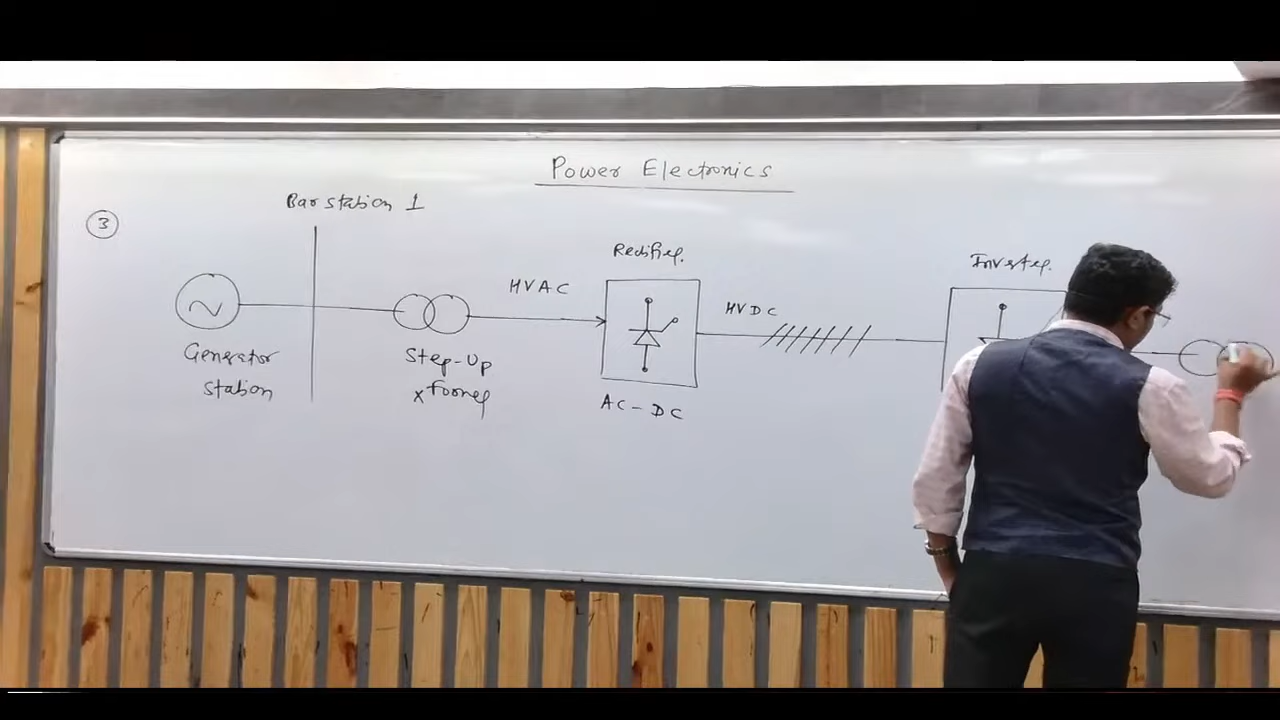 Power Electronics
Bar station 1
3
Generator
station
Step-Up
xformer
HVAC
Rectifier.
AC - DC
HVDC
Inverter.